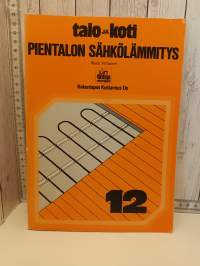 talo JA koti
PIENTALON SÄHKÖLÄMMITYS
Rakentajain Kustannus Oy
12